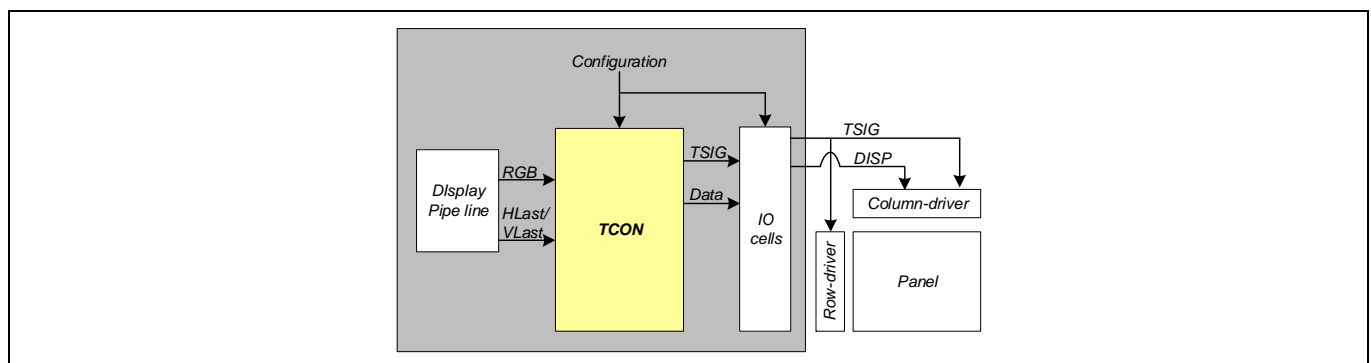 Configuration
TSIG
TSIG
DISP
RGB
Data
Column-driver
DIsplay
Pipe line
HLast/
VLast
TCON
IO
cells
Row-driver
Panel